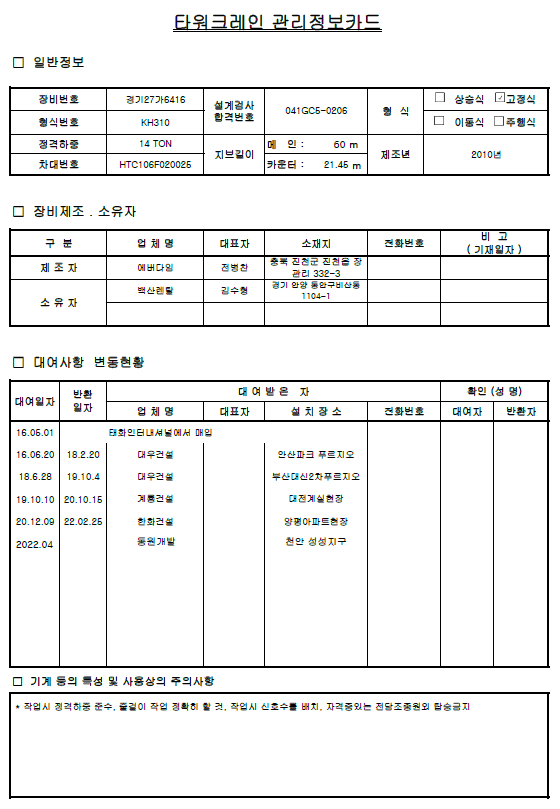 타워크레인 관리정보카드
□ 일반정보
장비번호 경기27가6416 설계검사 합격번호 041GC5-0206 형 식 □ 상승식 ☑고정식
형식번호 KH310 □ 이동식 □주행식
정격하중 14 TON 지브길이 메 인 : 60 m 제조년 2010년
차대번호 HTC106F020025 카운터 : 21.45 m
□ 장비제조 . 소유자
구 분 업 체 명 대표자 소재지 전화번호 비 고
( 기재일자 )
제 조 자 에버다임 전병찬 충북 진천군 진천읍 장
관리 332-3
소 유 자 백산렌탈 김수형 경기 안양 동안구비산동
1104-1
□ 대여사항 변동현황
대여일자 반환
일자 대 여 받 은 자 확인 (성 명)
업 체 명 대표자 설 치 장 소 전화번호 대여자 반환자
16.05.01 태화인터내셔널에서 매입
16.06.20 18.2.20 대우건설 안산파크 푸르지오
18.6.28 19.10.4 대우건설 부산대신2차푸르지오
19.10.10 20.10.15 계룡건설 대전계실현장
20.12.09 22.02.25 한화건설 양평아파트현장
2022.04 동원개발 천안 성성지구
□ 기계 등의 특성 및 사용상의 주의사항
* 작업시 정격하중 준수, 줄걸이 작업 정확히 할 것, 작업시 신호수를 배치, 자격증있는 전담조종원외 탑승금지